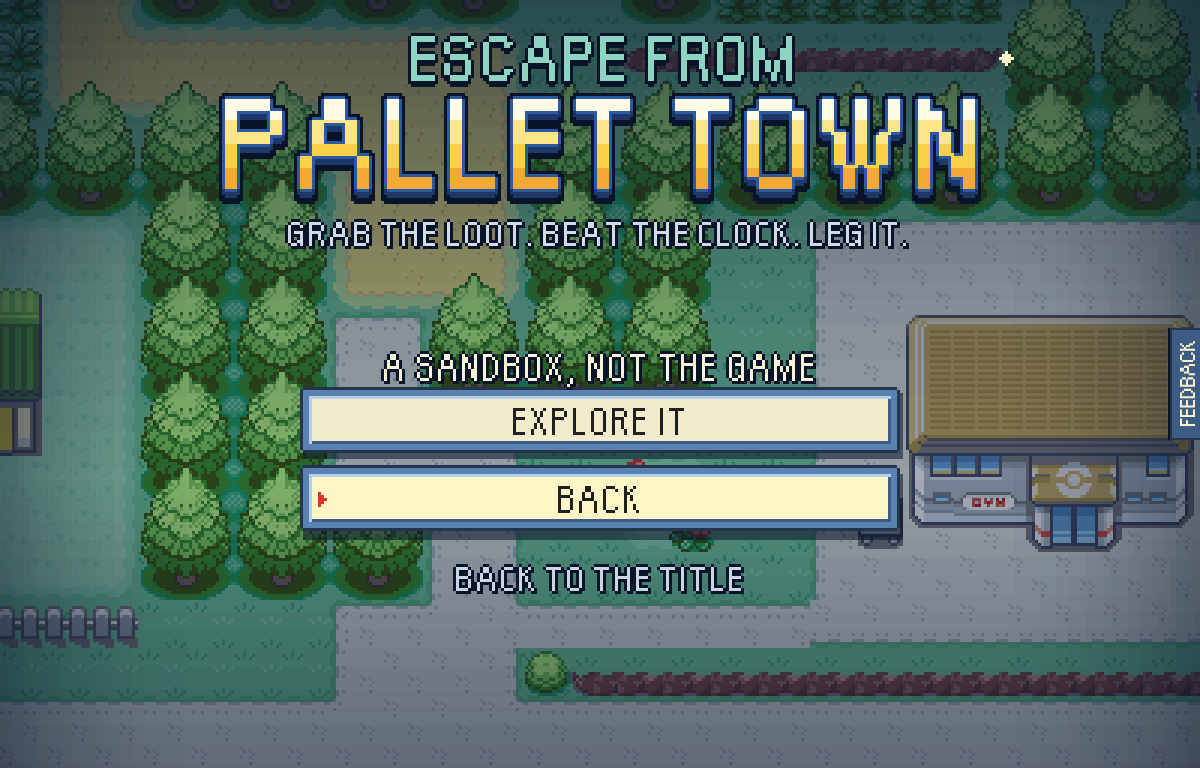 ESCAPE FROM
PALLET TOWN
GRAB THE LOOT. BEAT THE CLOCK. LEG IT.
A SANDBOX, NOT THE GAME
EXPLORE IT
BACK
BACK TO THE TITLE
GYM
FEEDBACK